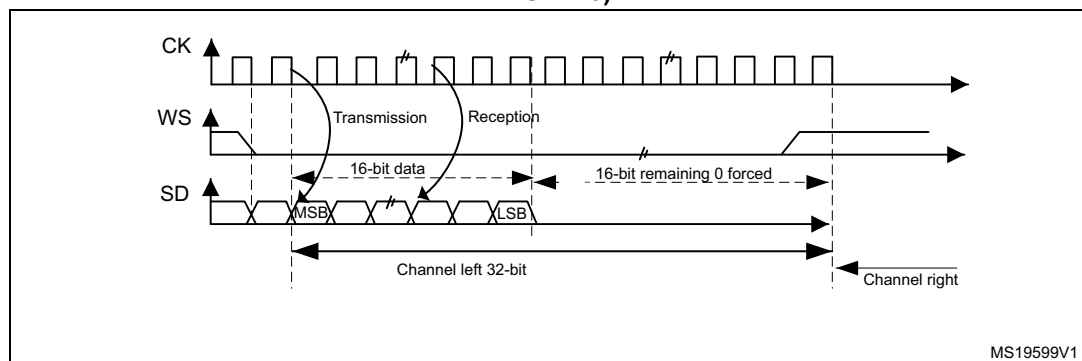 CK
WS
Transmission
Reception
16-bit data
16-bit remaining 0 forced
SD
MSB
LSB
Channel left 32-bit
Channel right
MS19599V1